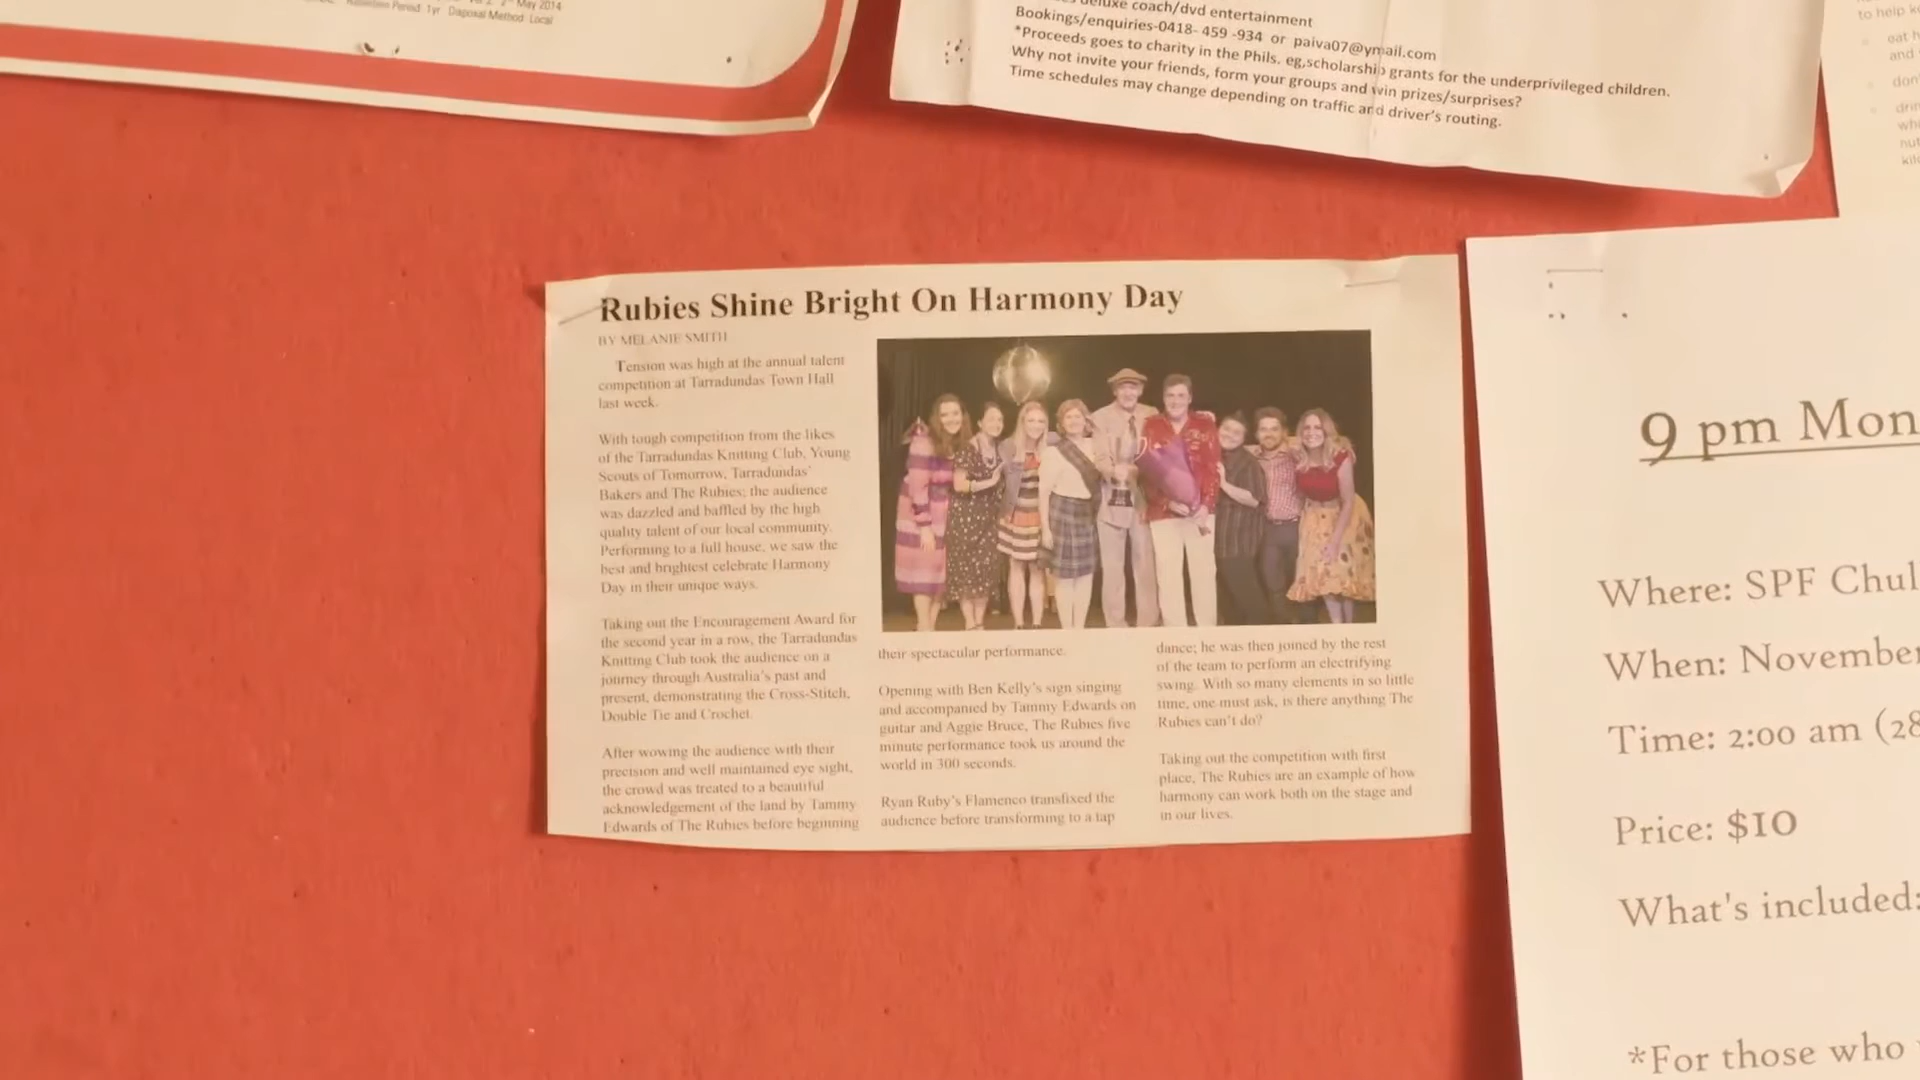 May 2014
Period: 1yr Disposal Method: Local
deluxe coach/dvd entertainment
Bookings/enquiries-0418- 459 -934 or paiva07@ymail.com
*Proceeds goes to charity in the Phils. eg,scholarship grants for the underprivileged children.
Why not invite your friends, form your groups and win prizes/surprises?
Time schedules may change depending on traffic and driver's routing.
to help
eat
and
don
Rubies Shine Bright On Harmony Day
BY MELANIE SMITH
Tension was high at the annual talent
competition at Tarradundas Town Hall
last week.
With tough competition from the likes
of the Tarradundas Knitting Club, Young
Scouts of Tomorrow, Tarradundas'
Bakers and The Rubies; the audience
was dazzled and baffled by the high
quality talent of our local community.
Performing to a full house, we saw the
best and brightest celebrate Harmony
Day in their unique ways.
Taking out the Encouragement Award for
the second year in a row, the Tarradundas
Knitting Club took the audience on a
journey through Australia's past and
present, demonstrating the Cross-Stitch,
Double Tie and Crochet.
After wowing the audience with their
precision and well maintained eye sight,
the crowd was treated to a beautiful
acknowledgement of the land by Tammy
Edwards of The Rubies before beginning
their spectacular performance.
Opening with Ben Kelly's sign singing
and accompanied by Tammy Edwards on
guitar and Aggie Bruce, The Rubies five
minute performance took us around the
world in 300 seconds.
Ryan Ruby's Flamenco transfixed the
audience before transforming to a tap
dance; he was then joined by the rest
of the team to perform an electrifying
swing. With so many elements in so little
time, one must ask, is there anything The
Rubies can't do?
Taking out the competition with first
place, The Rubies are an example of how
harmony can work both on the stage and
in our lives.
9 pm Mon
Where: SPF Chul
When: November
Time: 2:00 am (28
Price: $10
What's included:
*For those who